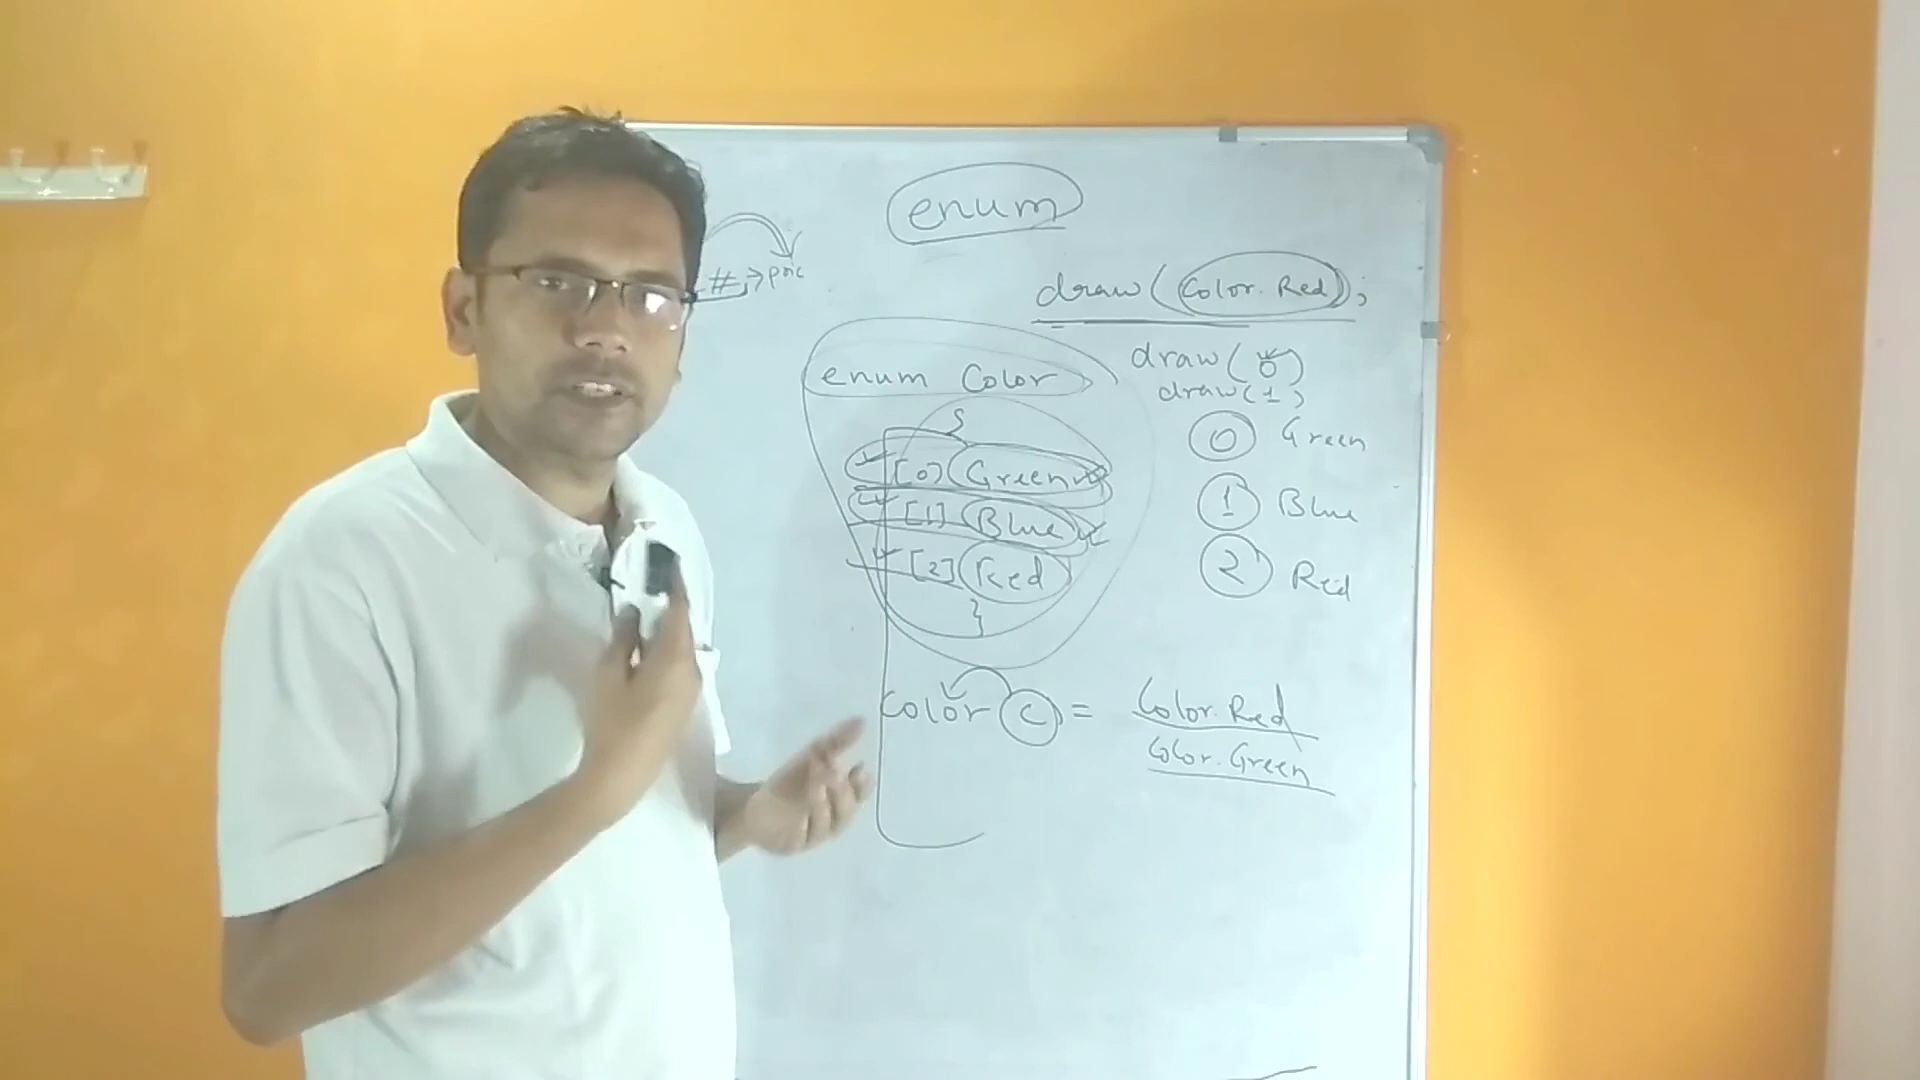 enum
draw(Color.Red);
#
enum Color
{
[0] Green
[1] Blue
[2] Red
}
draw(0)
draw(1)
0 Green
1 Blue
2 Red
Color c = Color.Red
Color.Green